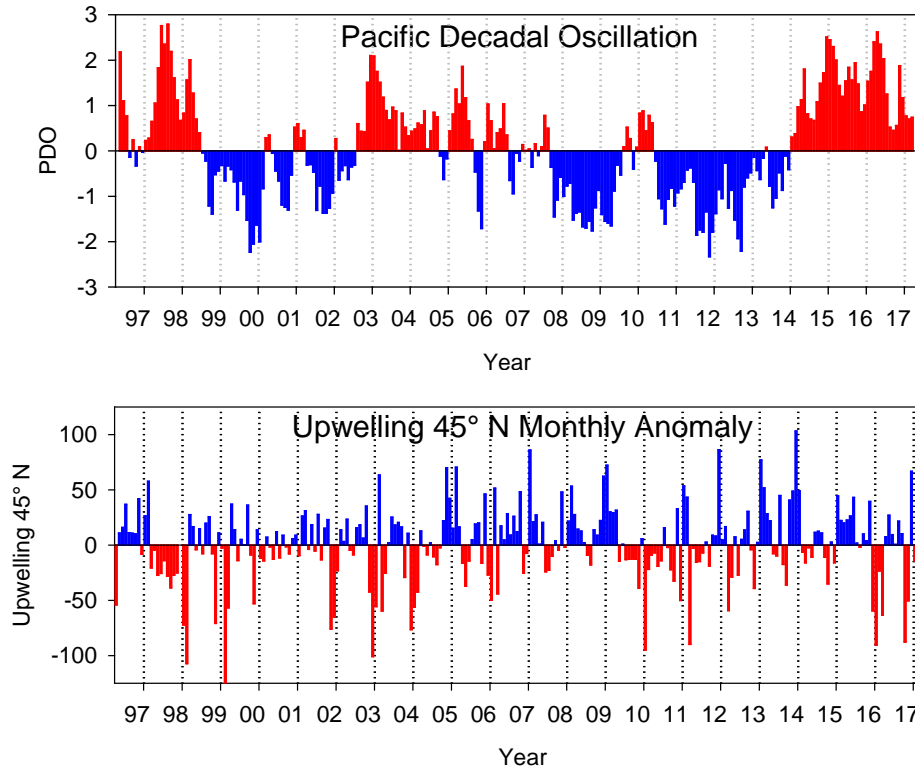 Pacific Decadal Oscillation
3
2
1
0
-1
-2
-3
PDO
97 98 99 00 01 02 03 04 05 06 07 08 09 10 11 12 13 14 15 16 17
Year
Upwelling 45° N Monthly Anomaly
100
50
0
-50
-100
Upwelling 45° N
97 98 99 00 01 02 03 04 05 06 07 08 09 10 11 12 13 14 15 16 17
Year